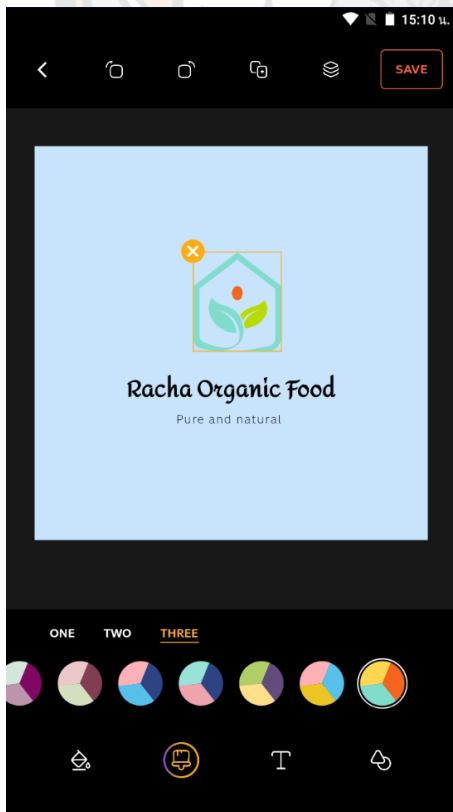 15:10 น.
SAVE
Racha Organic Food
Pure and natural
ONE TWO THREE
T